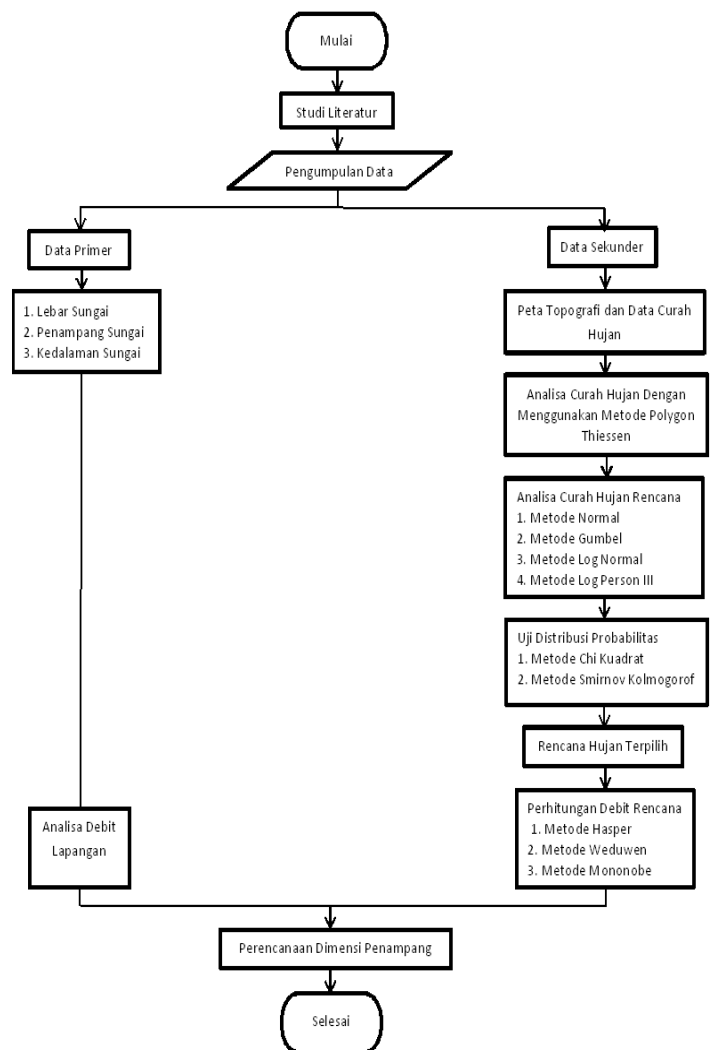 Mulai
Studi Literatur
Pengumpulan Data
Data Primer
1. Lebar Sungai
2. Penampang Sungai
3. Kedalaman Sungai
Analisa Debit
Lapangan
Data Sekunder
Peta Topografi dan Data Curah
Hujan
Analisa Curah Hujan Dengan
Menggunakan Metode Polygon
Thiessen
Analisa Curah Hujan Rencana
1. Metode Normal
2. Metode Gumbel
3. Metode Log Normal
4. Metode Log Person III
Uji Distribusi Probabilitas
1. Metode Chi Kuadrat
2. Metode Smirnov Kolmogorof
Rencana Hujan Terpilih
Perhitungan Debit Rencana
1. Metode Hasper
2. Metode Weduwen
3. Metode Mononobe
Perencanaan Dimensi Penampang
Selesai